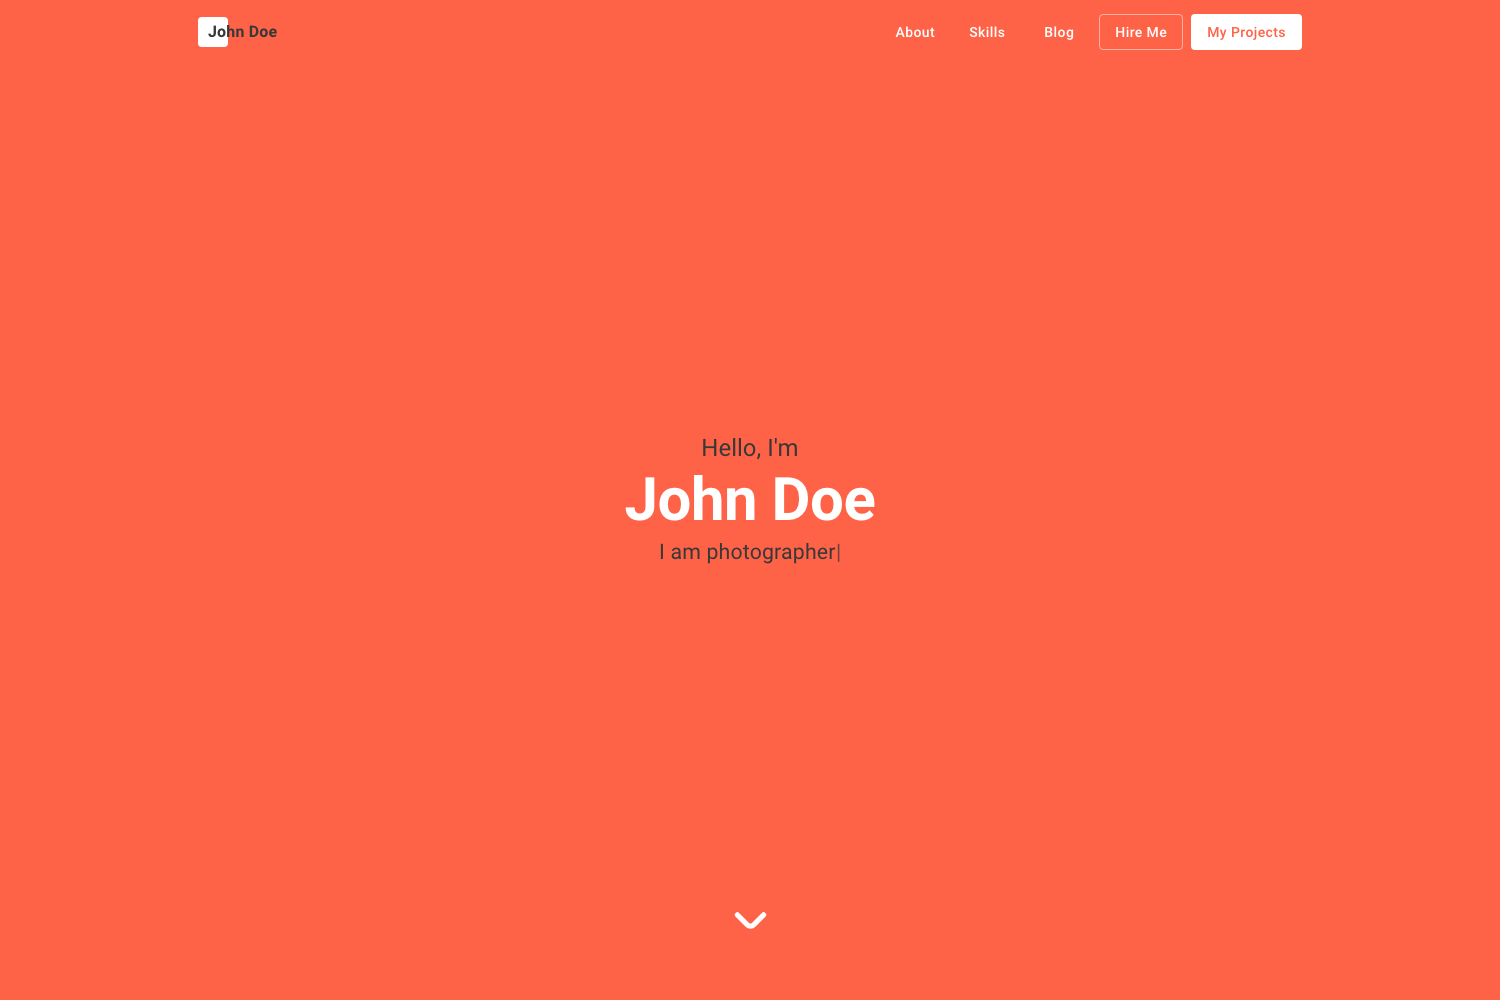 John Doe
About
Skills
Blog
Hire Me
My Projects
Hello, I'm
John Doe
I am photographer|